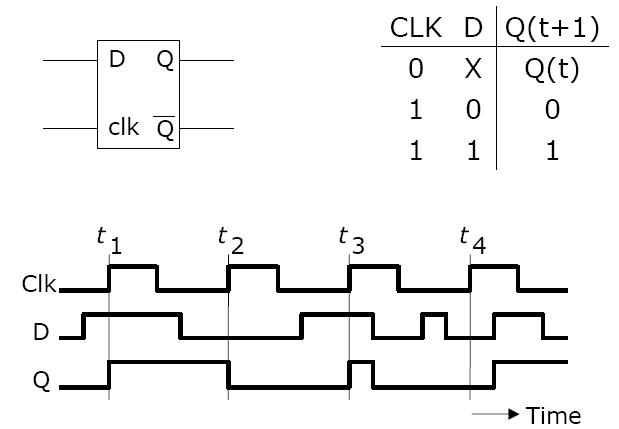 D Q
clk Q̅
CLK D Q(t+1)
0 X Q(t)
1 0 0
1 1 1
t1 t2 t3 t4
Clk
D
Q
Time